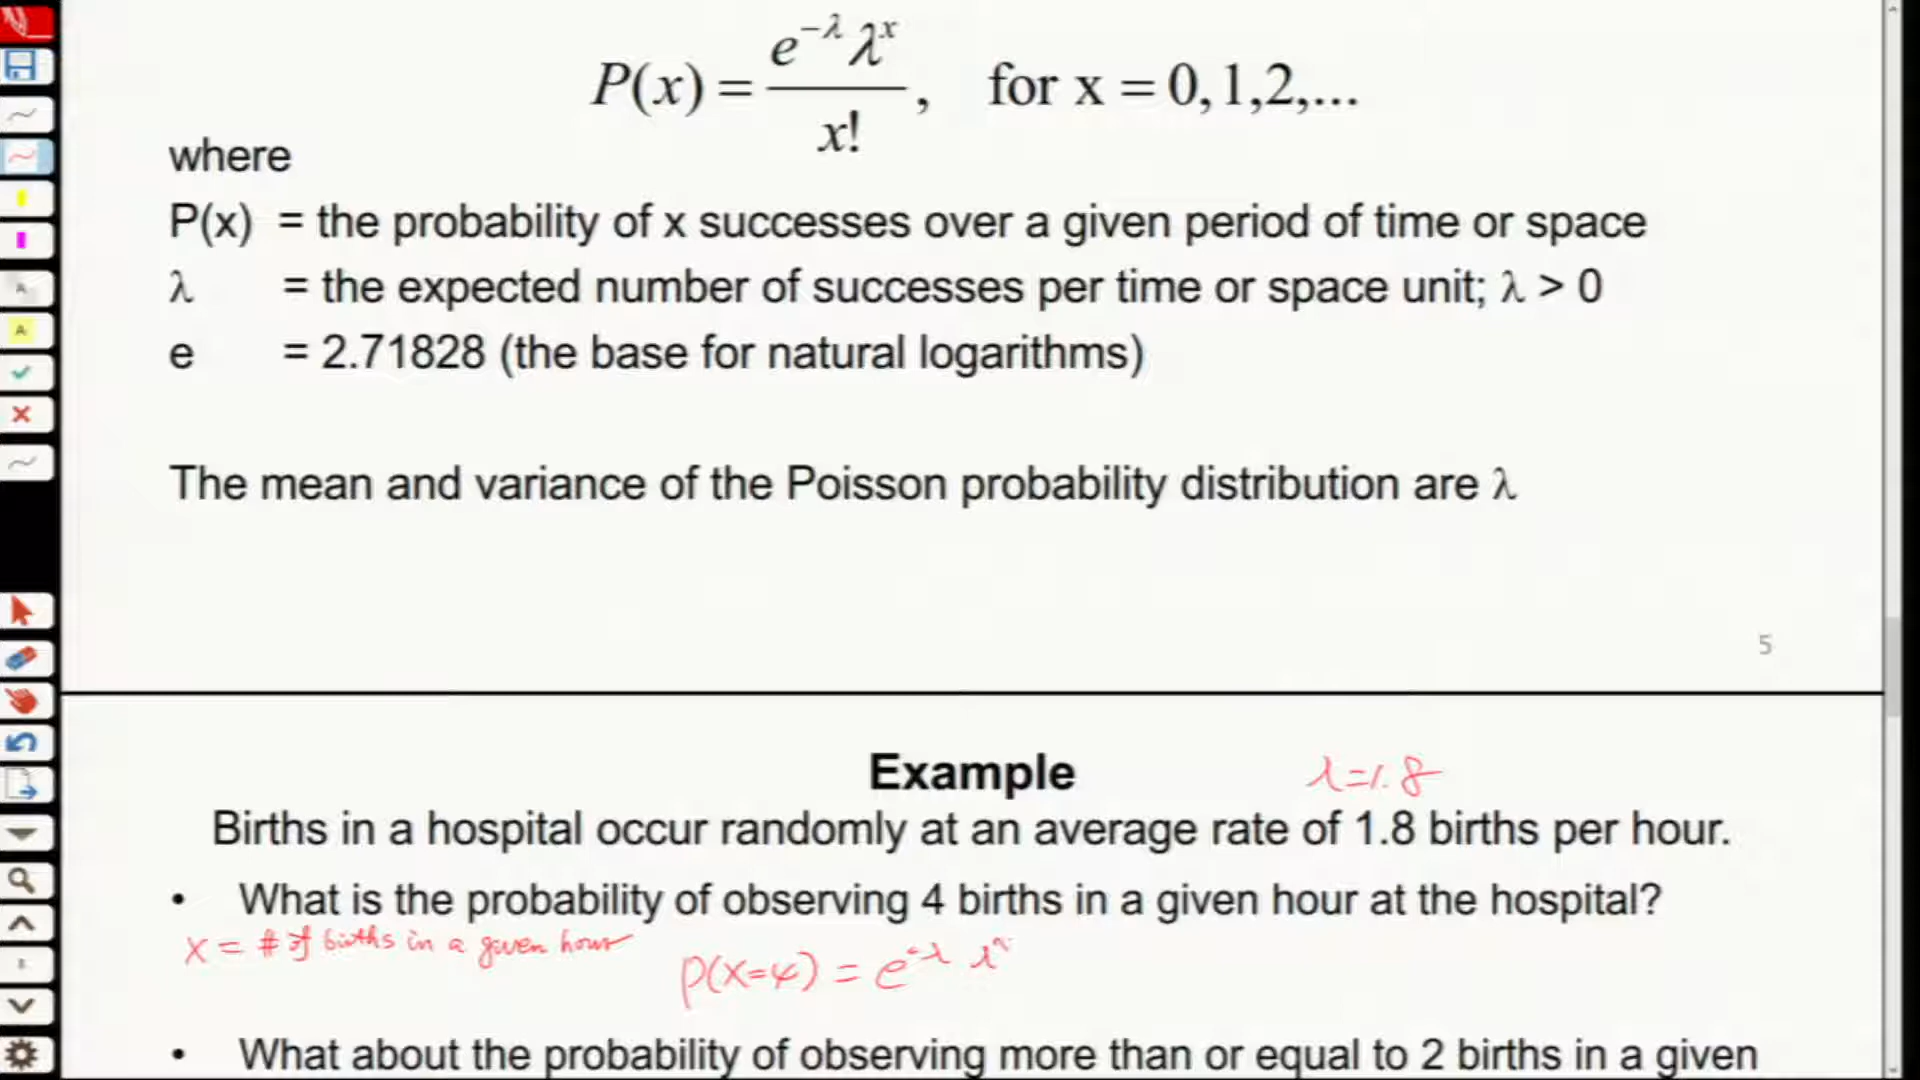 P(x) = e^{-λ} λ^x / x! , for x = 0,1,2,...
where
P(x) = the probability of x successes over a given period of time or space
λ = the expected number of successes per time or space unit; λ > 0
e = 2.71828 (the base for natural logarithms)
The mean and variance of the Poisson probability distribution are λ
5
Example λ=1.8
Births in a hospital occur randomly at an average rate of 1.8 births per hour.
• What is the probability of observing 4 births in a given hour at the hospital?
X = # of births in a given hour
P(X=4) = e^{-λ} λ^x
• What about the probability of observing more than or equal to 2 births in a given